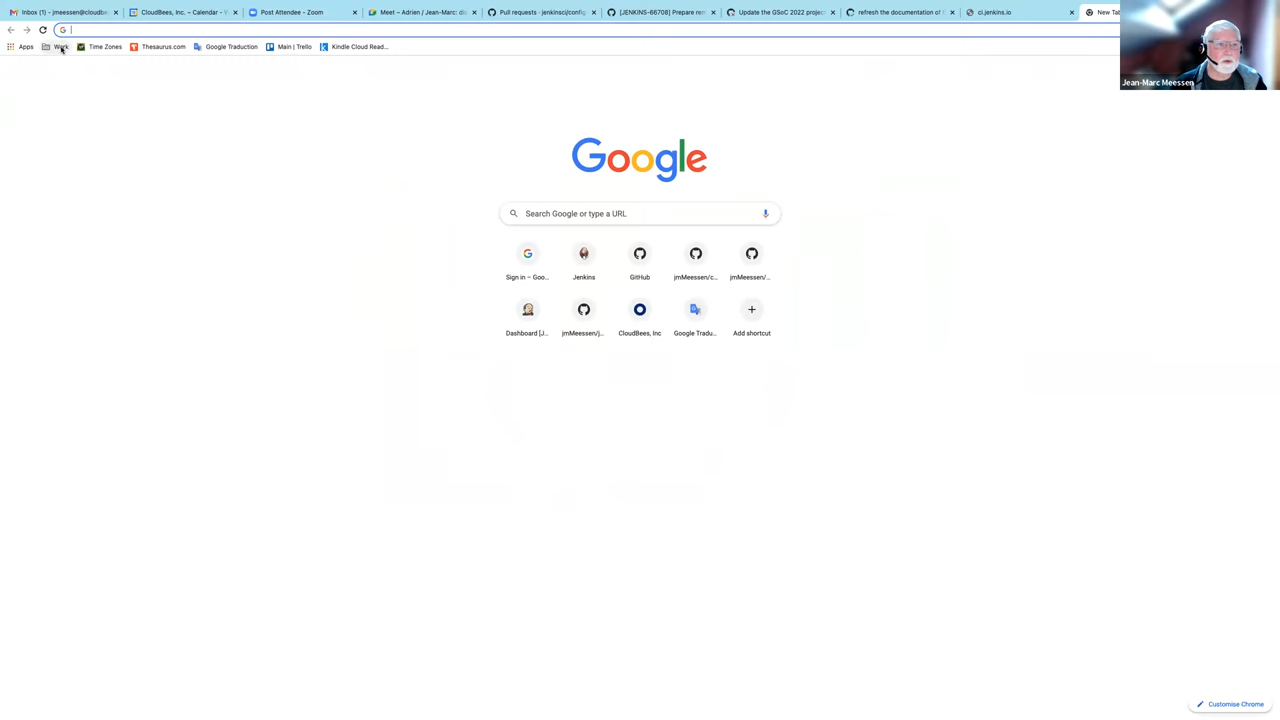 Inbox (1) - jmeessen@cloudbe
CloudBees, Inc. – Calendar - W
Post Attendee - Zoom
Meet – Adrien / Jean-Marc: di
Pull requests · jenkinsci/config
[JENKINS-66708] Prepare rem
Update the GSoC 2022 project
refresh the documentation of t
ci.jenkins.io
New Tab
Apps
Work
Time Zones
Thesaurus.com
Google Traduction
Main | Trello
Kindle Cloud Read...
Jean-Marc Meessen
Google
Search Google or type a URL
Sign in – Goo...
Jenkins
GitHub
jmMeessen/c...
jmMeessen/...
Dashboard [J...
jmMeessen/j...
CloudBees, Inc
Google Tradu...
Add shortcut
Customise Chrome